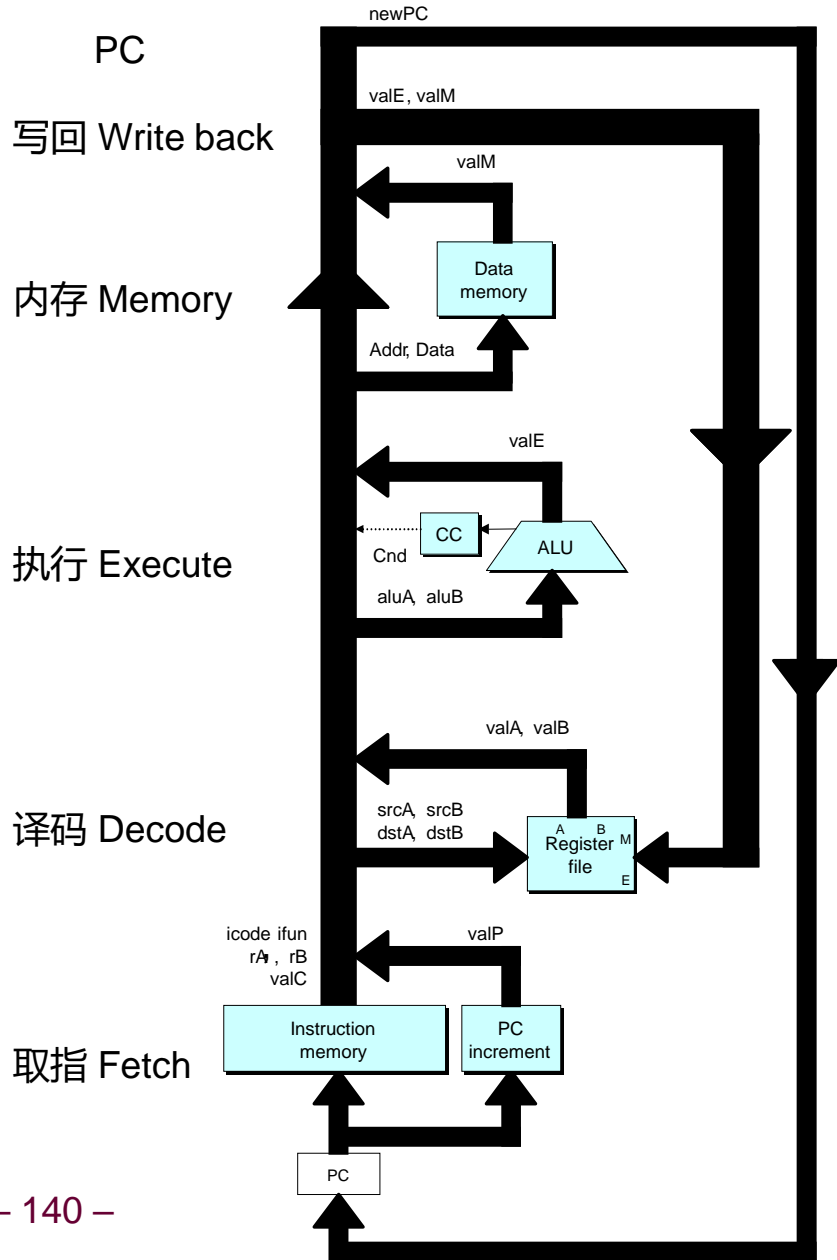 newPC
PC
valE, valM
写回 Write back
valM
Data
memory
内存 Memory
Addr, Data
valE
CC
ALU
Cnd
执行 Execute
aluA, aluB
valA, valB
srcA, srcB
dstA, dstB
A B
Register M
file
E
译码 Decode
icode ifun
rA, rB
valC
valP
Instruction
memory
PC
increment
取指 Fetch
PC
– 140 –